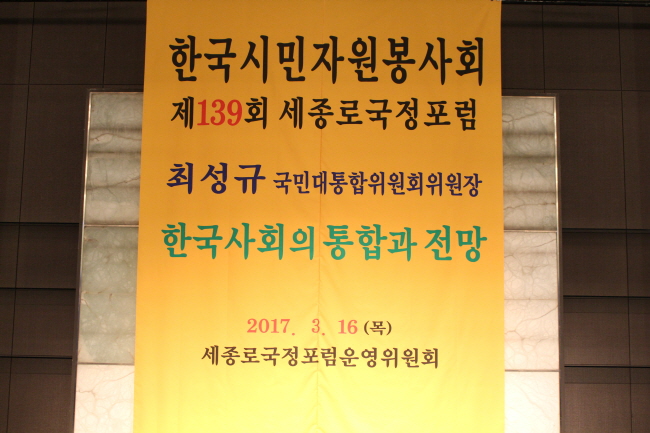 한국시민자원봉사회
제139회 세종로국정포럼
최성규 국민대통합위원회위원장
한국사회의 통합과 전망
2017. 3. 16 (목)
세종로국정포럼운영위원회